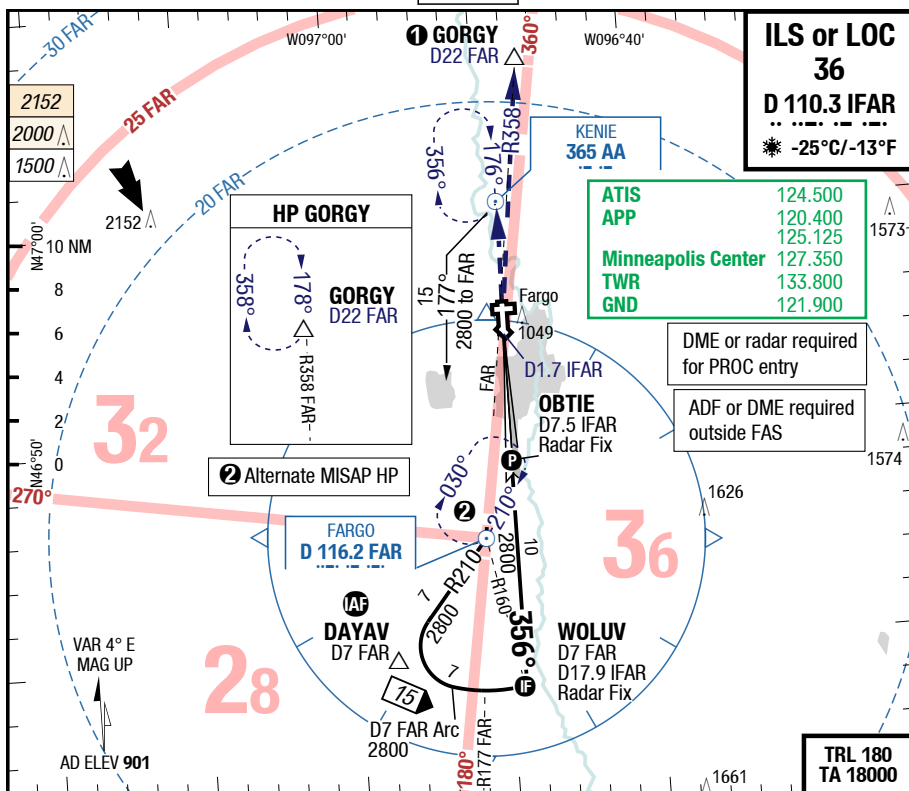 30 FAR
25 FAR
20 FAR
W097°00'
W096°40'
❶ GORGY
D22 FAR
360°
ILS or LOC
36
D 110.3 IFAR
-25°C/-13°F
2152
2000
1500
2152
R358
176°
356°
KENIE
365 AA
ATIS 124.500
APP 120.400
125.125
Minneapolis Center 127.350
TWR 133.800
GND 121.900
1573
N47°00'
10 NM
8
6
4
2
0
N46°50'
HP GORGY
358°
178°
GORGY
D22 FAR
R358 FAR
15
177°
2800 to FAR
Fargo
1049
D1.7 IFAR
FAR
DME or radar required
for PROC entry
ADF or DME required
outside FAS
OBTIE
D7.5 IFAR
Radar Fix
P
1574
1626
32
36
28
270°
❷ Alternate MISAP HP
030°
210°
❷
FARGO
D 116.2 FAR
R210
7
2800
10
2800
R160°
356°
IAF
DAYAV
D7 FAR
WOLUV
D7 FAR
D17.9 IFAR
Radar Fix
IF
7
15
D7 FAR Arc
2800
R177 FAR
180°
VAR 4° E
MAG UP
AD ELEV 901
1661
TRL 180
TA 18000